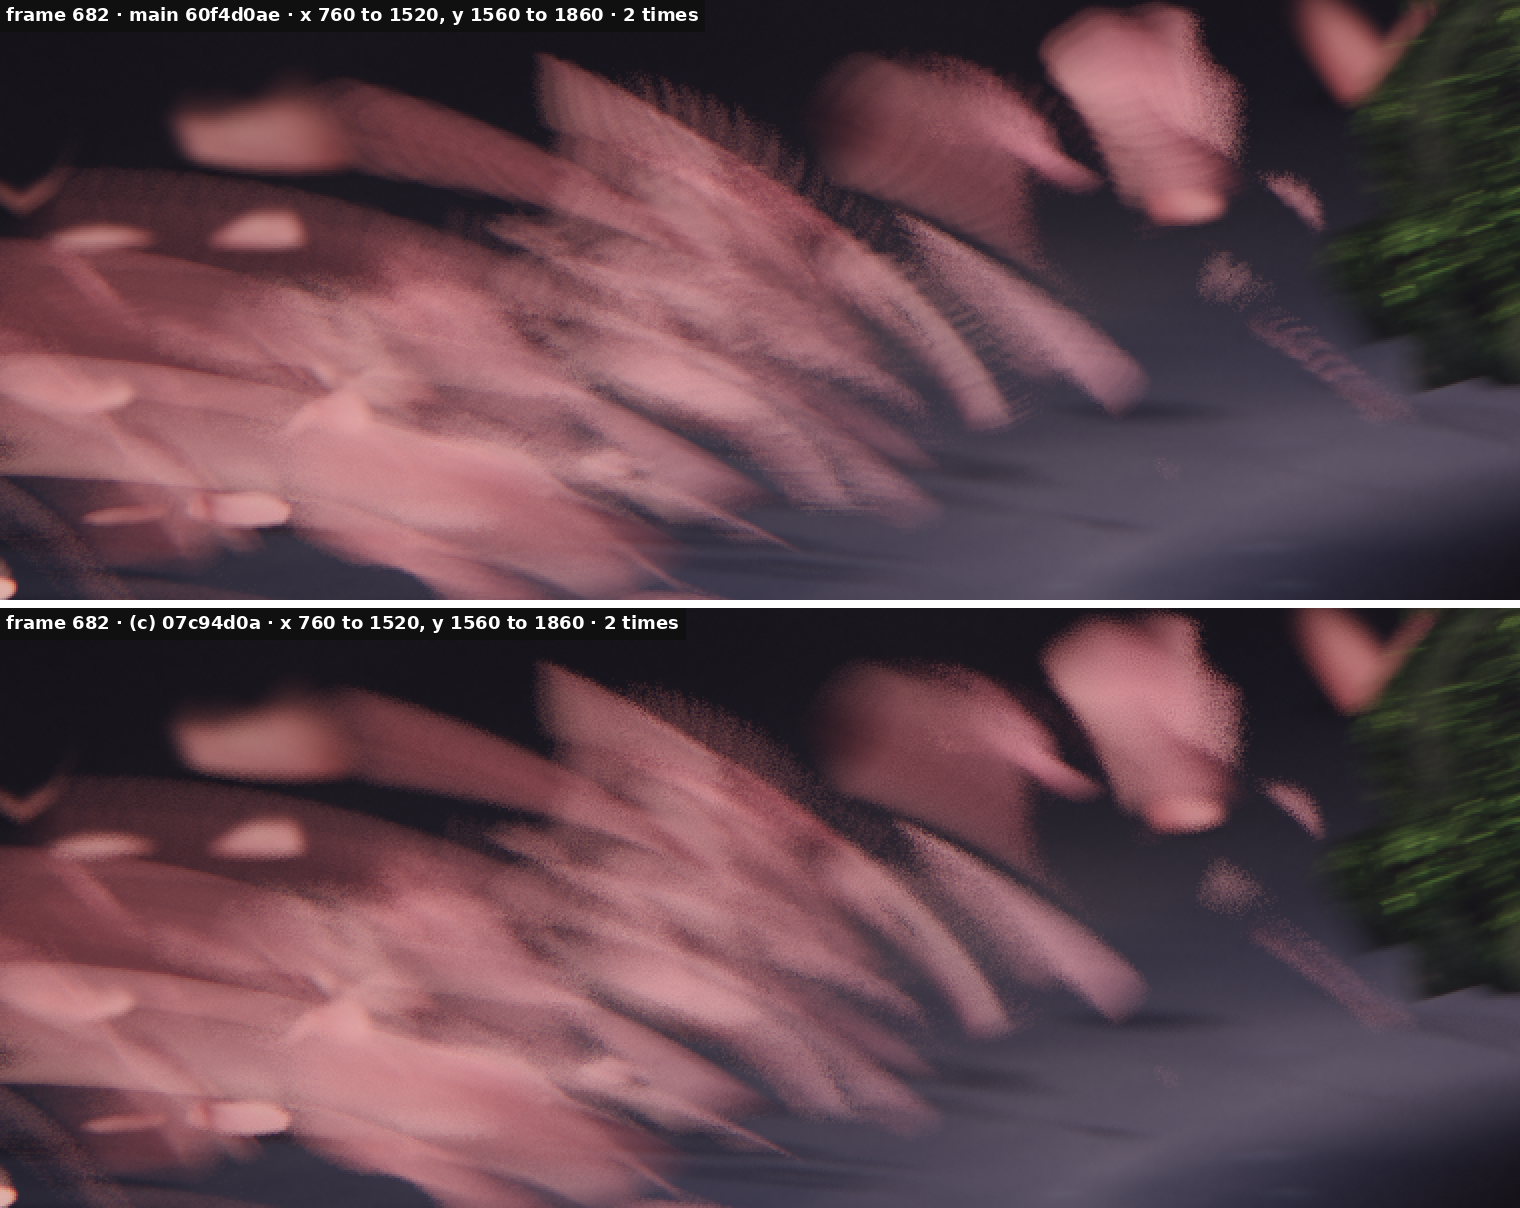 frame 682 · main 60f4d0ae · x 760 to 1520, y 1560 to 1860 · 2 times
frame 682 · (c) 07c94d0a · x 760 to 1520, y 1560 to 1860 · 2 times